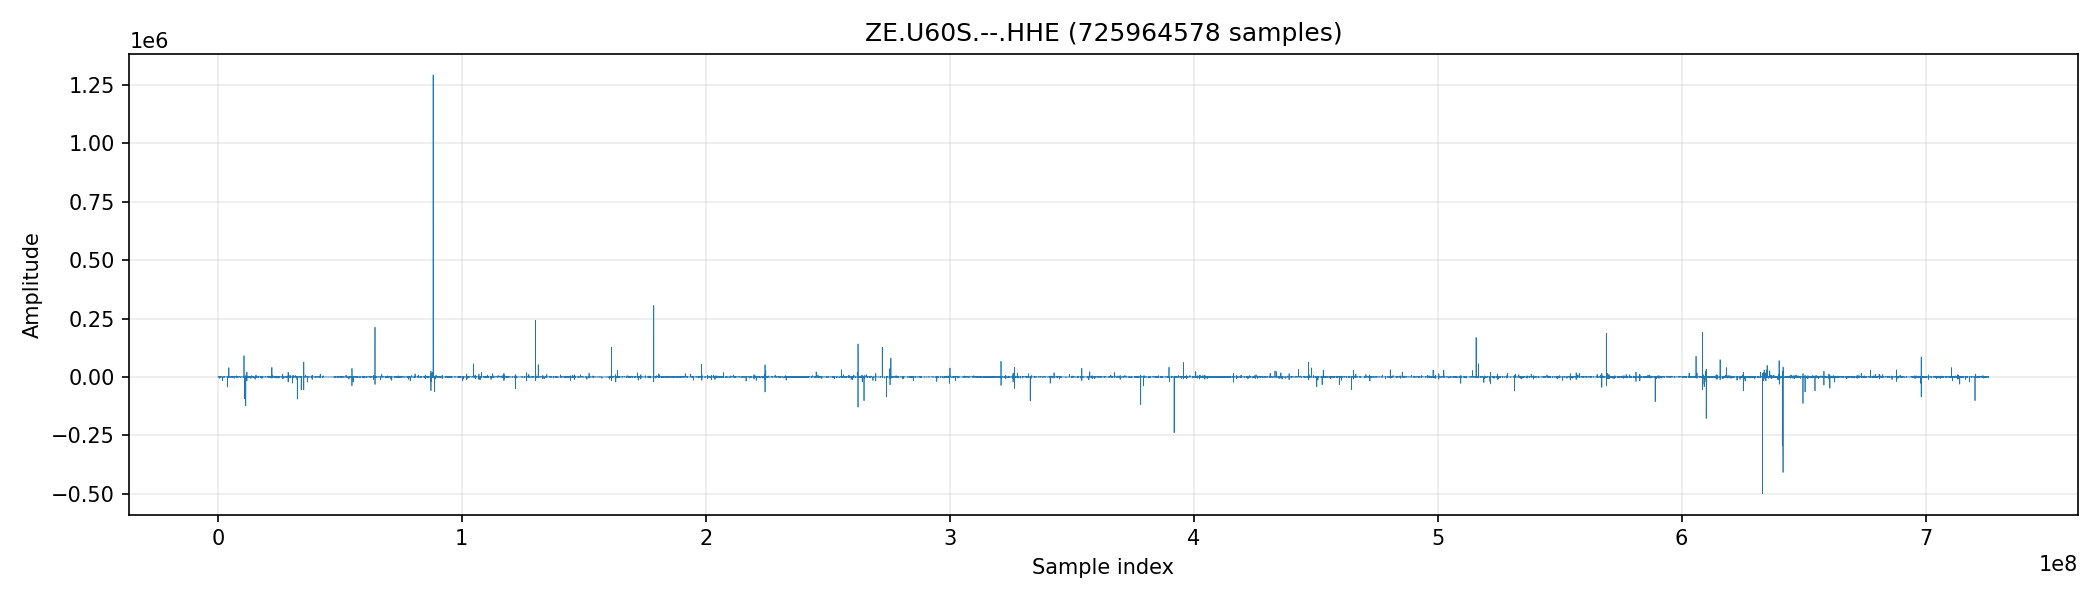 ZE.U60S.--.HHE (725964578 samples)
1e6
1.25
1.00
0.75
0.50
0.25
0.00
−0.25
−0.50
Amplitude
0 1 2 3 4 5 6 7
1e8
Sample index